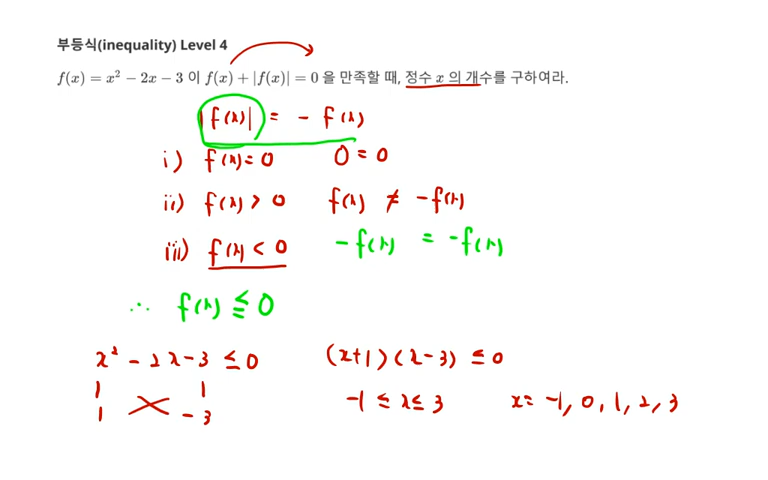 부등식(inequality) Level 4
f(x) = x² − 2x − 3 이 f(x) + |f(x)| = 0 을 만족할 때, 정수 x 의 개수를 구하여라.
|f(x)| = − f(x)
i) f(x) = 0 0 = 0
ii) f(x) > 0 f(x) ≠ −f(x)
iii) f(x) < 0 −f(x) = −f(x)
∴ f(x) ≤ 0
x² − 2x − 3 ≤ 0 (x+1)(x−3) ≤ 0
1 1
1 −3 −1 ≤ x ≤ 3 x = −1, 0, 1, 2, 3